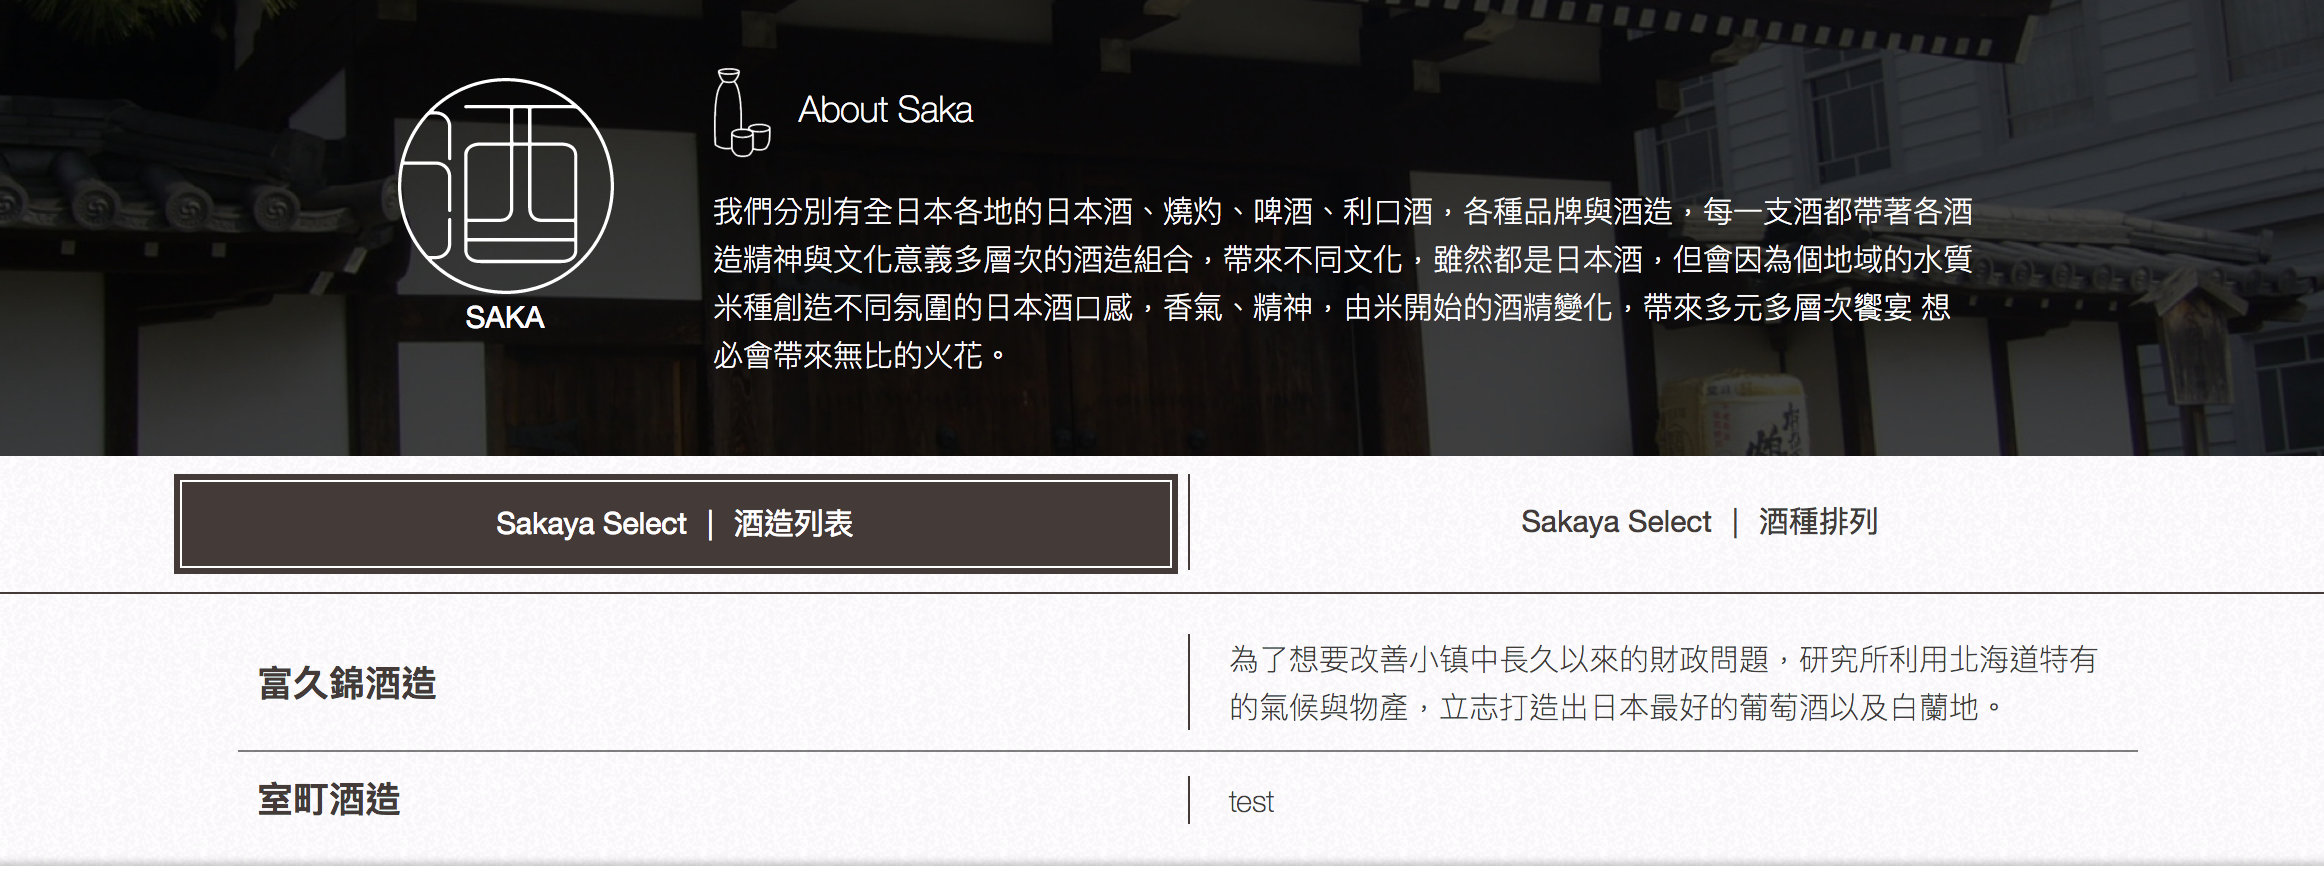 酒
SAKA
About Saka
我們分別有全日本各地的日本酒、燒灼、啤酒、利口酒，各種品牌與酒造，每一支酒都帶著各酒
造精神與文化意義多層次的酒造組合，帶來不同文化，雖然都是日本酒，但會因為個地域的水質
米種創造不同氛圍的日本酒口感，香氣、精神，由米開始的酒精變化，帶來多元多層次饗宴 想
必會帶來無比的火花。
Sakaya Select ｜ 酒造列表
Sakaya Select ｜ 酒種排列
富久錦酒造
為了想要改善小镇中長久以來的財政問題，研究所利用北海道特有
的氣候與物產，立志打造出日本最好的葡萄酒以及白蘭地。
室町酒造
test